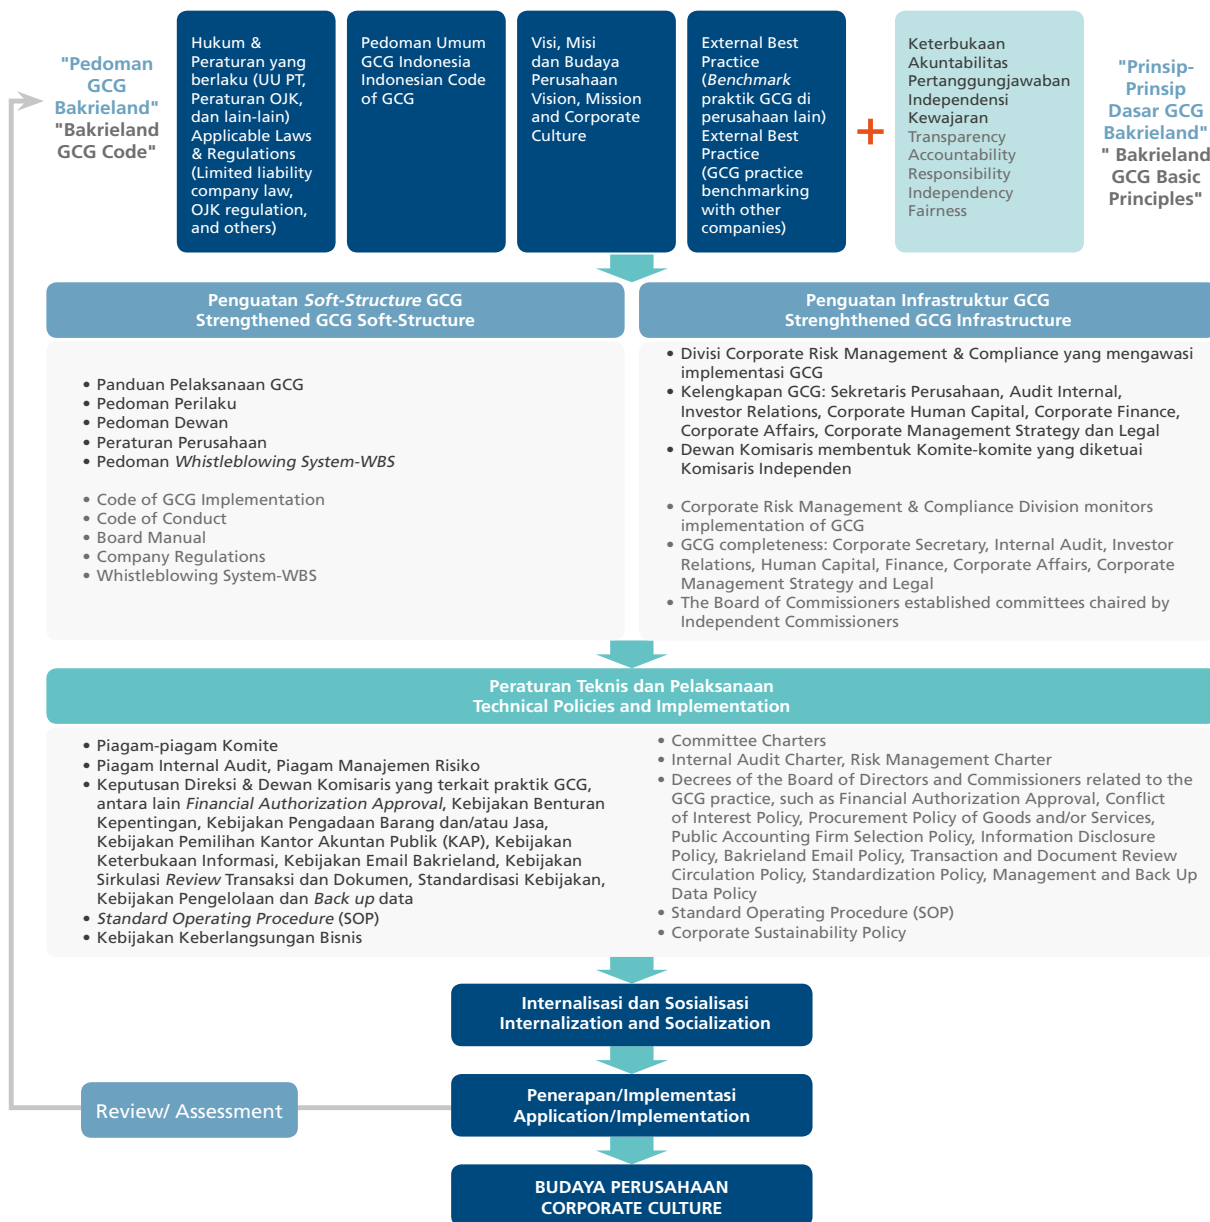 "Pedoman
GCG
Bakrieland"
"Bakrieland
GCG Code"
Hukum &
Peraturan yang
berlaku (UU PT,
Peraturan OJK,
dan lain-lain)
Applicable Laws
& Regulations
(Limited liability
company law,
OJK regulation,
and others)
Pedoman Umum
GCG Indonesia
Indonesian Code
of GCG
Visi, Misi
dan Budaya
Perusahaan
Vision, Mission
and Corporate
Culture
External Best
Practice
(Benchmark
praktik GCG di
perusahaan lain)
External Best
Practice
(GCG practice
benchmarking
with other
companies)
+
Keterbukaan
Akuntabilitas
Pertanggungjawaban
Independensi
Kewajaran
Transparency
Accountability
Responsibility
Independency
Fairness
"Prinsip-
Prinsip
Dasar GCG
Bakrieland"
" Bakrieland
GCG Basic
Principles"
Penguatan Soft-Structure GCG
Strengthened GCG Soft-Structure
• Panduan Pelaksanaan GCG
• Pedoman Perilaku
• Pedoman Dewan
• Peraturan Perusahaan
• Pedoman Whistleblowing System-WBS
• Code of GCG Implementation
• Code of Conduct
• Board Manual
• Company Regulations
• Whistleblowing System-WBS
Penguatan Infrastruktur GCG
Strenghthened GCG Infrastructure
• Divisi Corporate Risk Management & Compliance yang mengawasi
implementasi GCG
• Kelengkapan GCG: Sekretaris Perusahaan, Audit Internal,
Investor Relations, Corporate Human Capital, Corporate Finance,
Corporate Affairs, Corporate Management Strategy dan Legal
• Dewan Komisaris membentuk Komite-komite yang diketuai
Komisaris Independen
• Corporate Risk Management & Compliance Division monitors
implementation of GCG
• GCG completeness: Corporate Secretary, Internal Audit, Investor
Relations, Human Capital, Finance, Corporate Affairs, Corporate
Management Strategy and Legal
• The Board of Commissioners established committees chaired by
Independent Commissioners
Peraturan Teknis dan Pelaksanaan
Technical Policies and Implementation
• Piagam-piagam Komite
• Piagam Internal Audit, Piagam Manajemen Risiko
• Keputusan Direksi & Dewan Komisaris yang terkait praktik GCG,
antara lain Financial Authorization Approval, Kebijakan Benturan
Kepentingan, Kebijakan Pengadaan Barang dan/atau Jasa,
Kebijakan Pemilihan Kantor Akuntan Publik (KAP), Kebijakan
Keterbukaan Informasi, Kebijakan Email Bakrieland, Kebijakan
Sirkulasi Review Transaksi dan Dokumen, Standardisasi Kebijakan,
Kebijakan Pengelolaan dan Back up data
• Standard Operating Procedure (SOP)
• Kebijakan Keberlangsungan Bisnis
• Committee Charters
• Internal Audit Charter, Risk Management Charter
• Decrees of the Board of Directors and Commissioners related to the
GCG practice, such as Financial Authorization Approval, Conflict
of Interest Policy, Procurement Policy of Goods and/or Services,
Public Accounting Firm Selection Policy, Information Disclosure
Policy, Bakrieland Email Policy, Transaction and Document Review
Circulation Policy, Standardization Policy, Management and Back Up
Data Policy
• Standard Operating Procedure (SOP)
• Corporate Sustainability Policy
Internalisasi dan Sosialisasi
Internalization and Socialization
Review/ Assessment
Penerapan/Implementasi
Application/Implementation
BUDAYA PERUSAHAAN
CORPORATE CULTURE